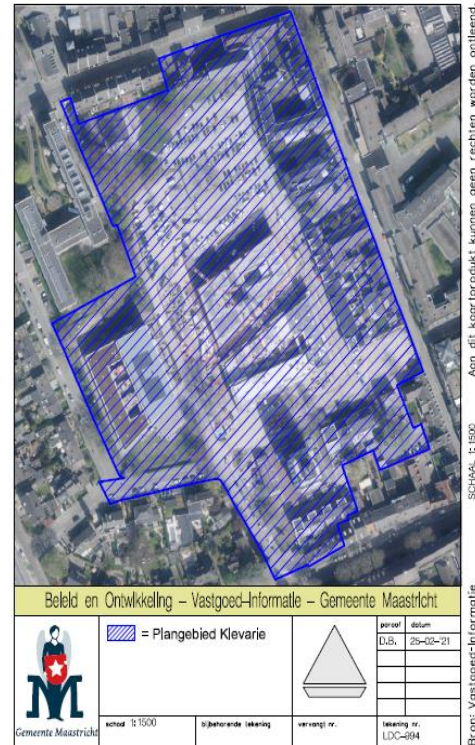 Beleid en Ontwikkeling – Vastgoed-Informatie – Gemeente Maastricht
= Plangebied Klevarie
paraaf
datum
D.B.
25-02-'21
Gemeente Maastricht
schaal 1:1500
bijbehorende tekening
vervangt nr.
tekening nr.
LDC-994
Bron: Vastgoed-Informatie
SCHAAL 1:1500
Aan dit kaartprodukt kunnen geen rechten worden ontleend.